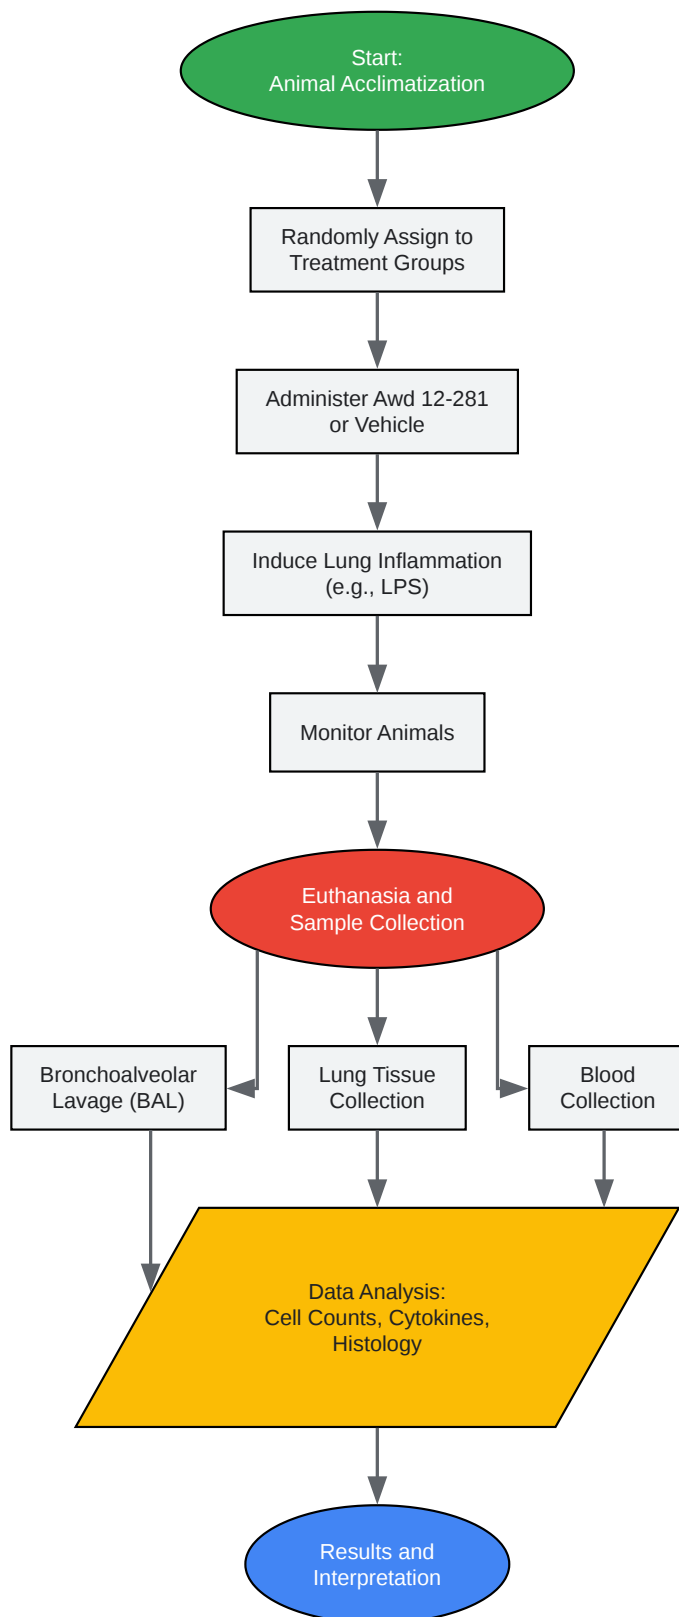 Start:
Animal Acclimatization
Randomly Assign to
Treatment Groups
Administer Awd 12-281
or Vehicle
Induce Lung Inflammation
(e.g., LPS)
Monitor Animals
Euthanasia and
Sample Collection
Bronchoalveolar
Lavage (BAL)
Lung Tissue
Collection
Blood
Collection
Data Analysis:
Cell Counts, Cytokines,
Histology
Results and
Interpretation